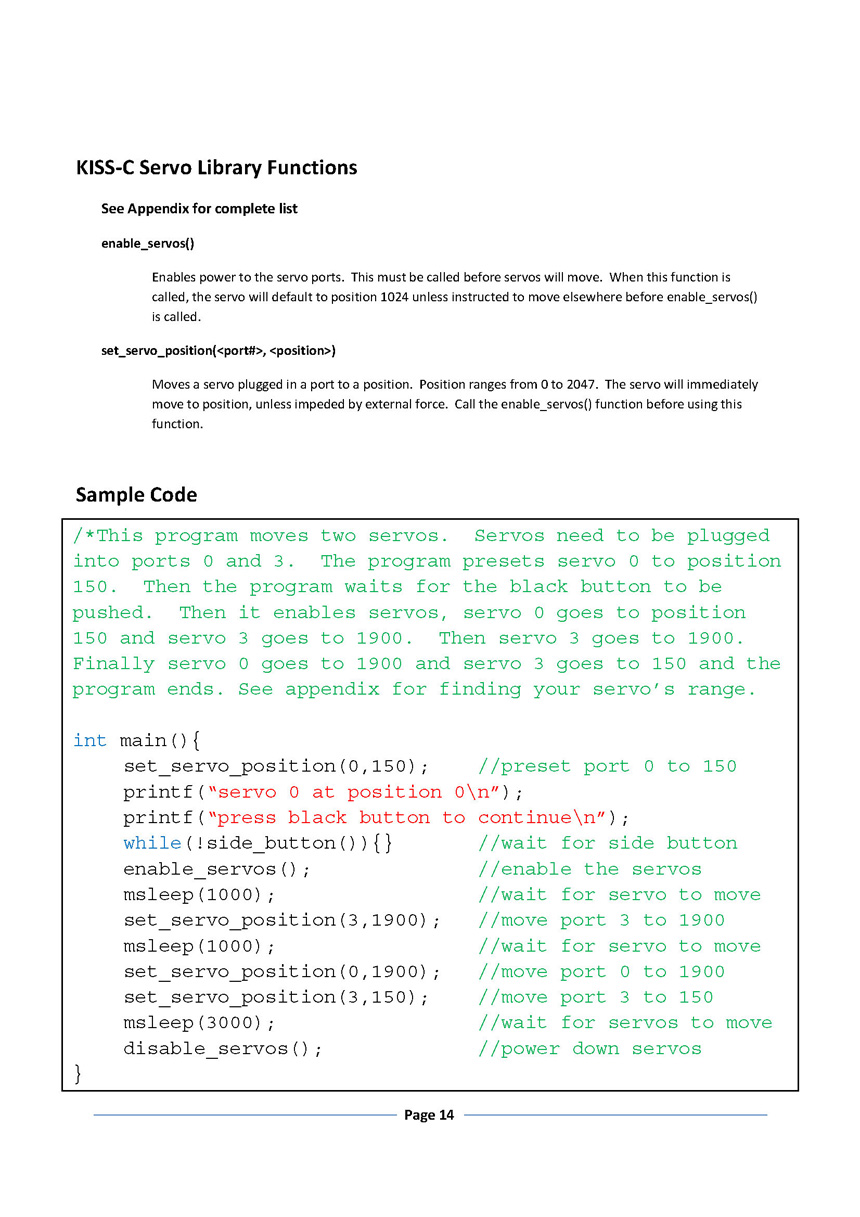 KISS-C Servo Library Functions
See Appendix for complete list
enable_servos()
Enables power to the servo ports.  This must be called before servos will move.  When this function is
called, the servo will default to position 1024 unless instructed to move elsewhere before enable_servos()
is called.
set_servo_position(<port#>, <position>)
Moves a servo plugged in a port to a position.  Position ranges from 0 to 2047.  The servo will immediately
move to position, unless impeded by external force.  Call the enable_servos() function before using this
function.
Sample Code
/*This program moves two servos.  Servos need to be plugged
into ports 0 and 3.  The program presets servo 0 to position
150.  Then the program waits for the black button to be
pushed.  Then it enables servos, servo 0 goes to position
150 and servo 3 goes to 1900.  Then servo 3 goes to 1900.
Finally servo 0 goes to 1900 and servo 3 goes to 150 and the
program ends. See appendix for finding your servo’s range.
int main(){
set_servo_position(0,150);    //preset port 0 to 150
printf(“servo 0 at position 0\n”);
printf(“press black button to continue\n”);
while(!side_button()){}       //wait for side button
enable_servos();              //enable the servos
msleep(1000);                 //wait for servo to move
set_servo_position(3,1900);   //move port 3 to 1900
msleep(1000);                 //wait for servo to move
set_servo_position(0,1900);   //move port 0 to 1900
set_servo_position(3,150);    //move port 3 to 150
msleep(3000);                 //wait for servos to move
disable_servos();             //power down servos
}
Page 14